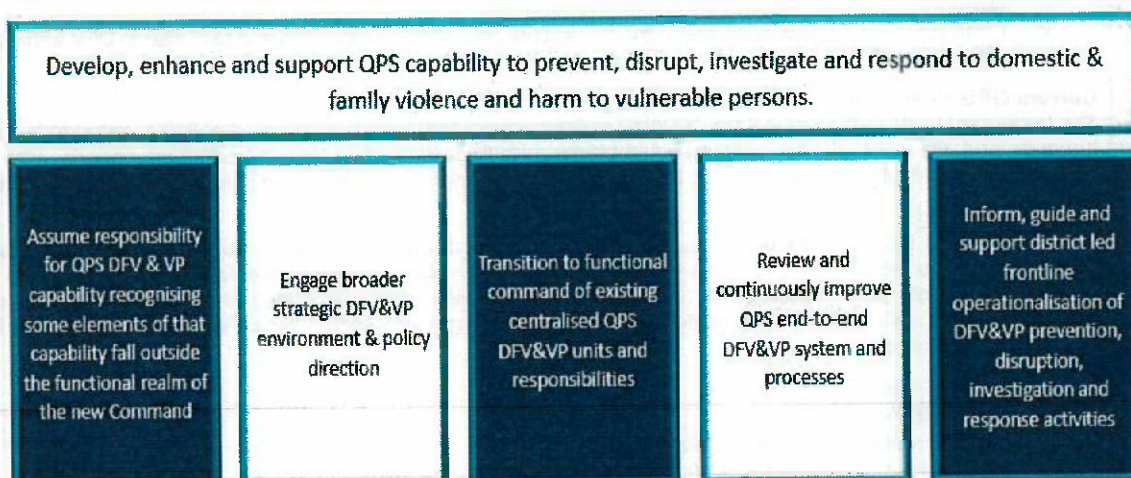 Develop, enhance and support QPS capability to prevent, disrupt, investigate and respond to domestic &
family violence and harm to vulnerable persons.
Assume responsibility
for QPS DFV & VP
capability recognising
some elements of that
capability fall outside
the functional realm of
the new Command
Engage broader
strategic DFV&VP
environment & policy
direction
Transition to functional
command of existing
centralised QPS
DFV&VP units and
responsibilities
Review and
continuously improve
QPS end-to-end
DFV&VP system and
processes
Inform, guide and
support district led
frontline
operationalisation of
DFV&VP prevention,
disruption,
investigation and
response activities